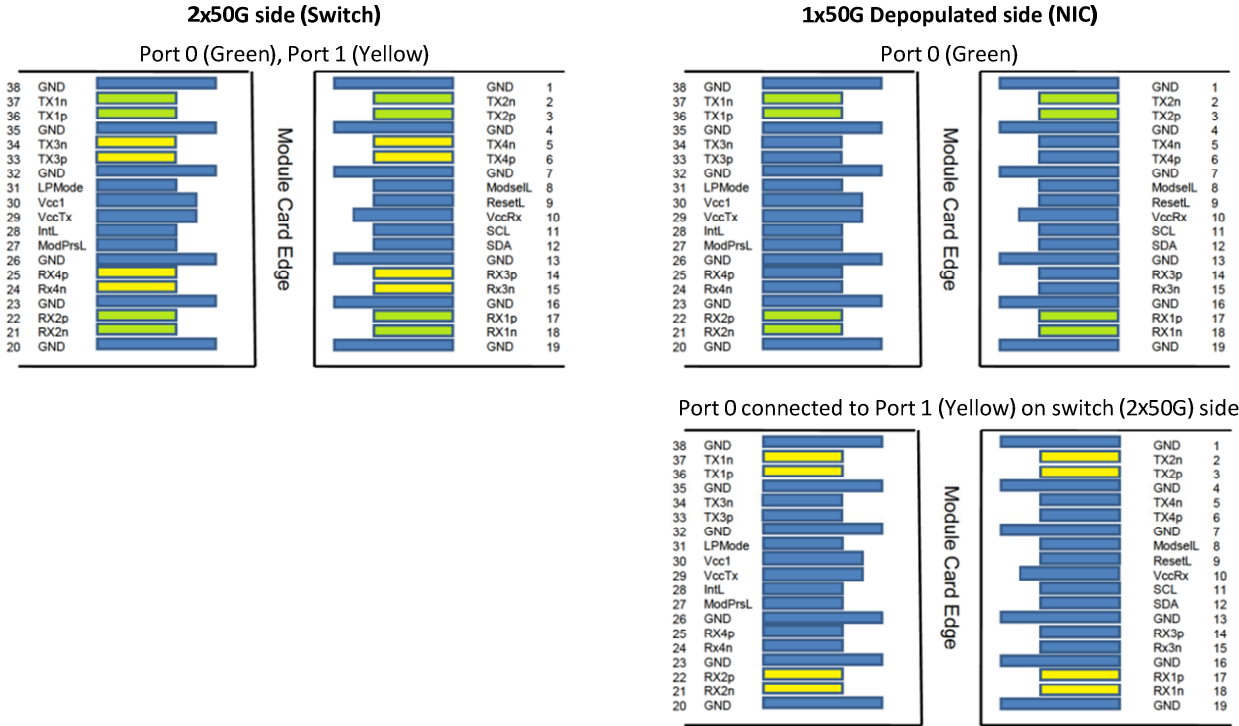 2x50G side (Switch)
Port 0 (Green), Port 1 (Yellow)
38 GND
37 TX1n
36 TX1p
35 GND
34 TX3n
33 TX3p
32 GND
31 LPMode
30 Vcc1
29 VccTx
28 IntL
27 ModPrsL
26 GND
25 RX4p
24 Rx4n
23 GND
22 RX2p
21 RX2n
20 GND
Module Card Edge
GND 1
TX2n 2
TX2p 3
GND 4
TX4n 5
TX4p 6
GND 7
ModselL 8
ResetL 9
VccRx 10
SCL 11
SDA 12
GND 13
RX3p 14
Rx3n 15
GND 16
RX1p 17
RX1n 18
GND 19
1x50G Depopulated side (NIC)
Port 0 (Green)
38 GND
37 TX1n
36 TX1p
35 GND
34 TX3n
33 TX3p
32 GND
31 LPMode
30 Vcc1
29 VccTx
28 IntL
27 ModPrsL
26 GND
25 RX4p
24 Rx4n
23 GND
22 RX2p
21 RX2n
20 GND
Module Card Edge
GND 1
TX2n 2
TX2p 3
GND 4
TX4n 5
TX4p 6
GND 7
ModselL 8
ResetL 9
VccRx 10
SCL 11
SDA 12
GND 13
RX3p 14
Rx3n 15
GND 16
RX1p 17
RX1n 18
GND 19
Port 0 connected to Port 1 (Yellow) on switch (2x50G) side
38 GND
37 TX1n
36 TX1p
35 GND
34 TX3n
33 TX3p
32 GND
31 LPMode
30 Vcc1
29 VccTx
28 IntL
27 ModPrsL
26 GND
25 RX4p
24 Rx4n
23 GND
22 RX2p
21 RX2n
20 GND
Module Card Edge
GND 1
TX2n 2
TX2p 3
GND 4
TX4n 5
TX4p 6
GND 7
ModselL 8
ResetL 9
VccRx 10
SCL 11
SDA 12
GND 13
RX3p 14
Rx3n 15
GND 16
RX1p 17
RX1n 18
GND 19